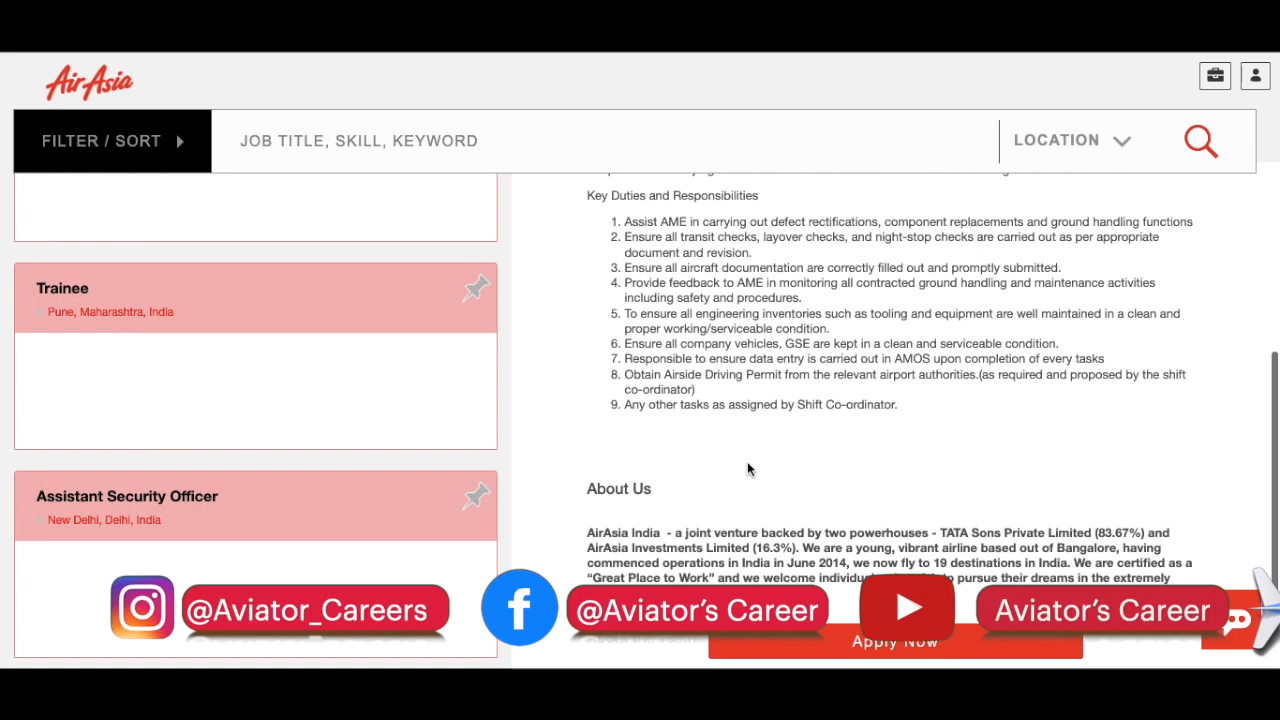 AirAsia
FILTER / SORT
JOB TITLE, SKILL, KEYWORD
LOCATION
Trainee
Pune, Maharashtra, India
Assistant Security Officer
New Delhi, Delhi, India
Key Duties and Responsibilities
1. Assist AME in carrying out defect rectifications, component replacements and ground handling functions
2. Ensure all transit checks, layover checks, and night-stop checks are carried out as per appropriate
document and revision.
3. Ensure all aircraft documentation are correctly filled out and promptly submitted.
4. Provide feedback to AME in monitoring all contracted ground handling and maintenance activities
including safety and procedures.
5. To ensure all engineering inventories such as tooling and equipment are well maintained in a clean and
proper working/serviceable condition.
6. Ensure all company vehicles, GSE are kept in a clean and serviceable condition.
7. Responsible to ensure data entry is carried out in AMOS upon completion of every tasks
8. Obtain Airside Driving Permit from the relevant airport authorities.(as required and proposed by the shift
co-ordinator)
9. Any other tasks as assigned by Shift Co-ordinator.
About Us
AirAsia India - a joint venture backed by two powerhouses - TATA Sons Private Limited (83.67%) and
AirAsia Investments Limited (16.3%). We are a young, vibrant airline based out of Bangalore, having
commenced operations in India in June 2014, we now fly to 19 destinations in India. We are certified as a
“Great Place to Work” and we welcome to pursue their dreams in the extremely
@Aviator_Careers
@Aviator's Career
Aviator's Career
Apply Now